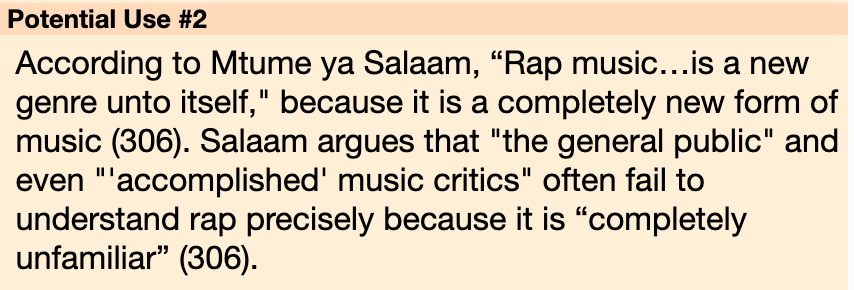 Potential Use #2
According to Mtume ya Salaam, “Rap music…is a new
genre unto itself," because it is a completely new form of
music (306). Salaam argues that "the general public" and
even "'accomplished' music critics" often fail to
understand rap precisely because it is “completely
unfamiliar” (306).